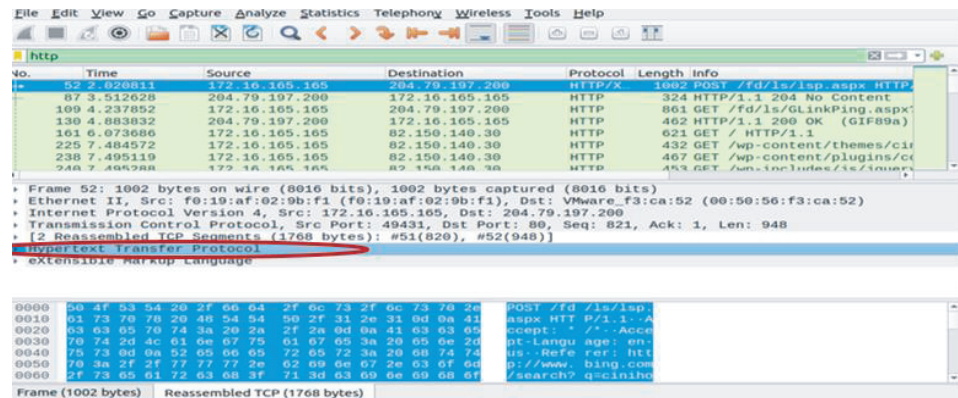 File Edit View Go Capture Analyze Statistics Telephony Wireless Tools Help
http
No. Time Source Destination Protocol Length Info
52 2.020811 172.16.165.165 204.79.197.200 HTTP/X… 1002 POST /fd/ls/lsp.aspx HTTP/
87 3.512628 204.79.197.200 172.16.165.165 HTTP 324 HTTP/1.1 204 No Content
109 4.237852 172.16.165.165 204.79.197.200 HTTP 861 GET /fd/ls/GLinkPing.aspx?
130 4.883832 204.79.197.200 172.16.165.165 HTTP 462 HTTP/1.1 200 OK (GIF89a)
161 6.073686 172.16.165.165 82.150.140.30 HTTP 621 GET / HTTP/1.1
225 7.484572 172.16.165.165 82.150.140.30 HTTP 432 GET /wp-content/themes/cin
238 7.495119 172.16.165.165 82.150.140.30 HTTP 467 GET /wp-content/plugins/co
240 7.495288 172.16.165.165 82.150.140.30 HTTP 453 GET /wp-includes/js/jquery
Frame 52: 1002 bytes on wire (8016 bits), 1002 bytes captured (8016 bits)
Ethernet II, Src: f0:19:af:02:9b:f1 (f0:19:af:02:9b:f1), Dst: VMware_f3:ca:52 (00:50:56:f3:ca:52)
Internet Protocol Version 4, Src: 172.16.165.165, Dst: 204.79.197.200
Transmission Control Protocol, Src Port: 49431, Dst Port: 80, Seq: 821, Ack: 1, Len: 948
[2 Reassembled TCP Segments (1768 bytes): #51(820), #52(948)]
Hypertext Transfer Protocol
eXtensible Markup Language
0000 50 4f 53 54 20 2f 66 64 2f 6c 73 2f 6c 73 70 2e POST /fd /ls/lsp.
0010 61 73 70 78 20 48 54 54 50 2f 31 2e 31 0d 0a 41 aspx HTT P/1.1··A
0020 63 63 65 70 74 3a 20 2a 2f 2a 0d 0a 41 63 63 65 ccept: * /*··Acce
0030 70 74 2d 4c 61 6e 67 75 61 67 65 3a 20 65 6e 2d pt-Langu age: en-
0040 75 73 0d 0a 52 65 66 65 72 65 72 3a 20 68 74 74 us··Refe rer: htt
0050 70 3a 2f 2f 77 77 77 2e 62 69 6e 67 2e 63 6f 6d p://www. bing.com
0060 2f 73 65 61 72 63 68 3f 71 3d 63 69 6e 69 68 6f /search? q=ciniho
Frame (1002 bytes) Reassembled TCP (1768 bytes)